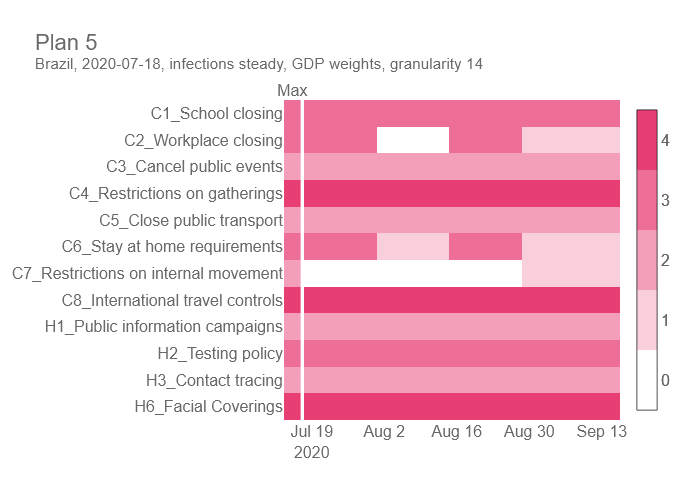 Plan 5
Brazil, 2020-07-18, infections steady, GDP weights, granularity 14
Max
C1_School closing
C2_Workplace closing
C3_Cancel public events
C4_Restrictions on gatherings
C5_Close public transport
C6_Stay at home requirements
C7_Restrictions on internal movement
C8_International travel controls
H1_Public information campaigns
H2_Testing policy
H3_Contact tracing
H6_Facial Coverings
Jul 19 Aug 2 Aug 16 Aug 30 Sep 13
2020
4
3
2
1
0